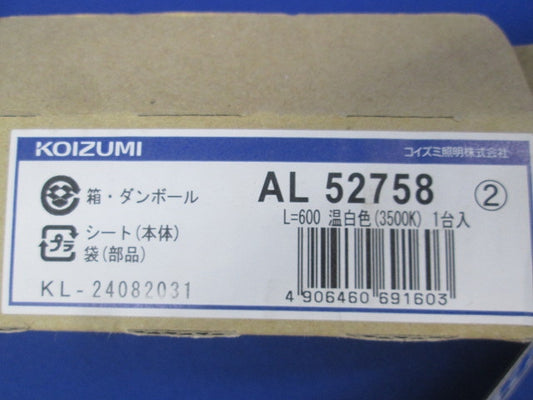 KOIZUMI
コイズミ照明株式会社
箱・ダンボール
プラ
シート(本体)
袋(部品)
KL-24082031
AL 52758
②
L=600 温白色(3500K) 1台入
4 906460 691603